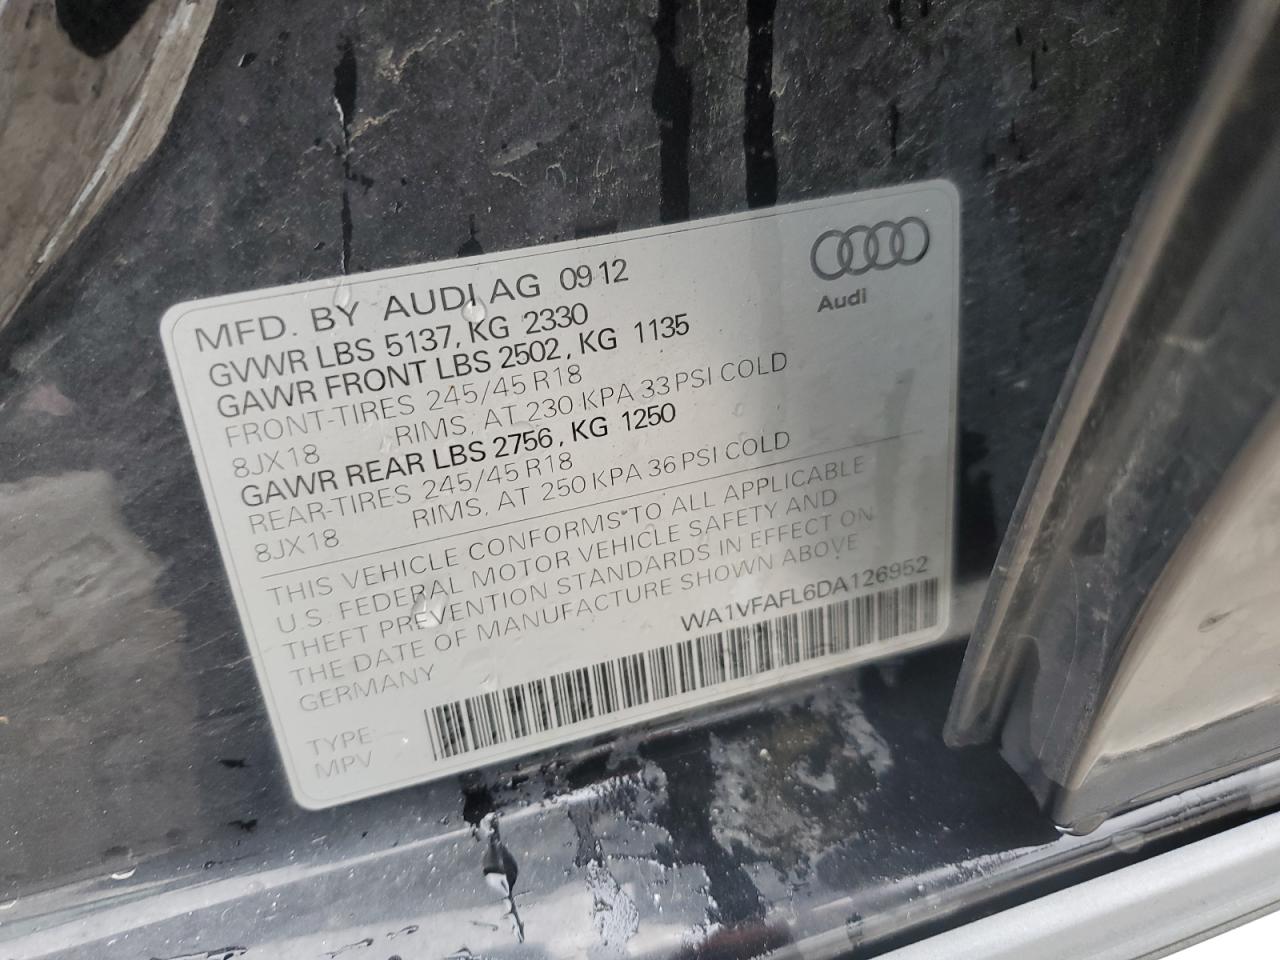 Audi
MFD. BY AUDI AG 09 12
GVWR LBS 5137, KG 2330
GAWR FRONT LBS 2502, KG 1135
FRONT-TIRES 245/45 R18
8JX18 RIMS, AT 230 KPA 33 PSI COLD
GAWR REAR LBS 2756, KG 1250
REAR-TIRES 245/45 R18
8JX18 RIMS, AT 250 KPA 36 PSI COLD
THIS VEHICLE CONFORMS TO ALL APPLICABLE
U.S. FEDERAL MOTOR VEHICLE SAFETY AND
THEFT PREVENTION STANDARDS IN EFFECT ON
THE DATE OF MANUFACTURE SHOWN ABOVE
GERMANY
WA1VFAFL6DA126952
TYPE:
MPV